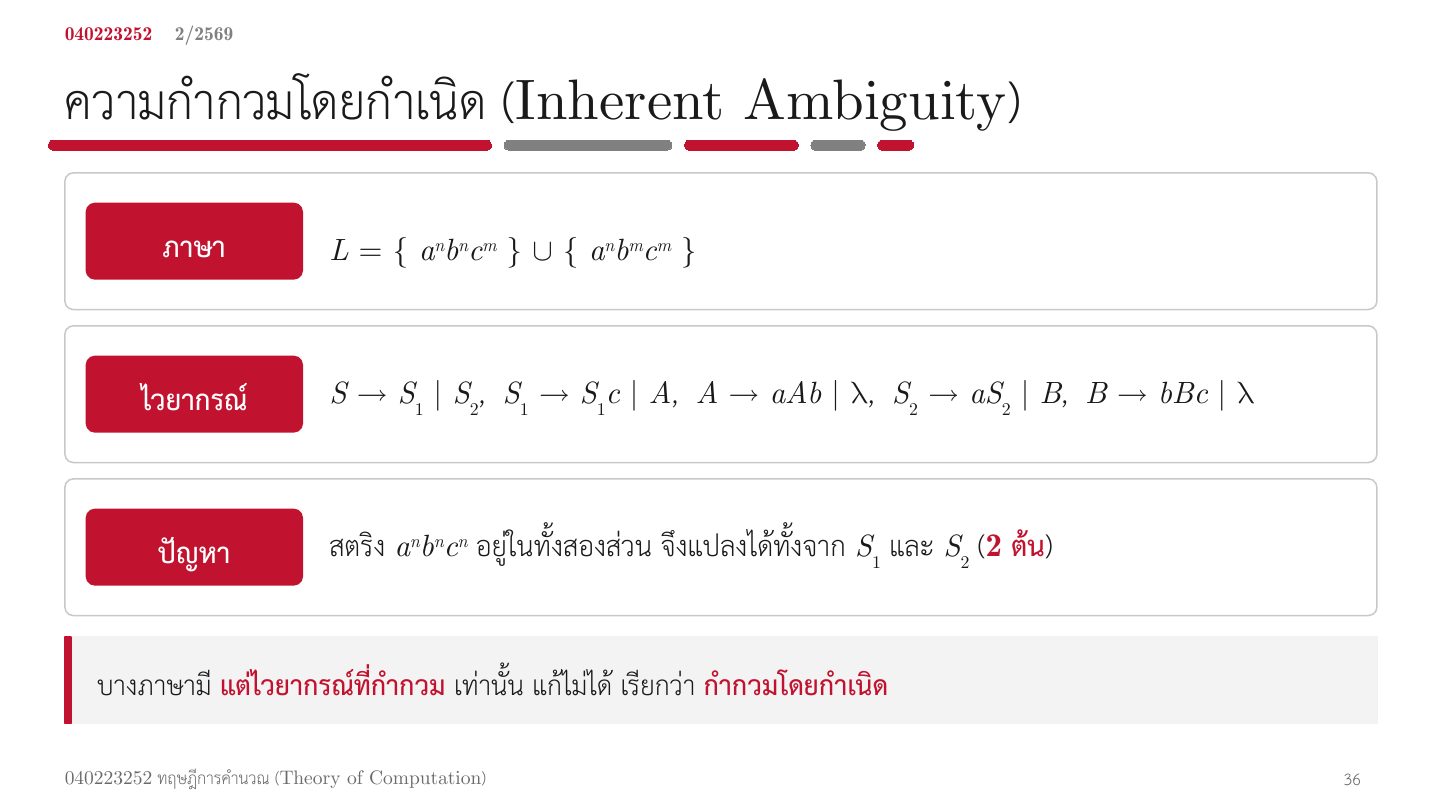 040223252 2/2569
ความกำกวมโดยกำเนิด (Inherent Ambiguity)
ภาษา
L = { aⁿbⁿcᵐ } ∪ { aⁿbᵐcᵐ }
ไวยากรณ์
S → S₁ | S₂, S₁ → S₁c | A, A → aAb | λ, S₂ → aS₂ | B, B → bBc | λ
ปัญหา
สตริง aⁿbⁿcⁿ อยู่ในทั้งสองส่วน จึงแปลงได้ทั้งจาก S₁ และ S₂ (2 ต้น)
บางภาษามี แต่ไวยากรณ์ที่กำกวม เท่านั้น แก้ไม่ได้ เรียกว่า กำกวมโดยกำเนิด
040223252 ทฤษฎีการคำนวณ (Theory of Computation)
36